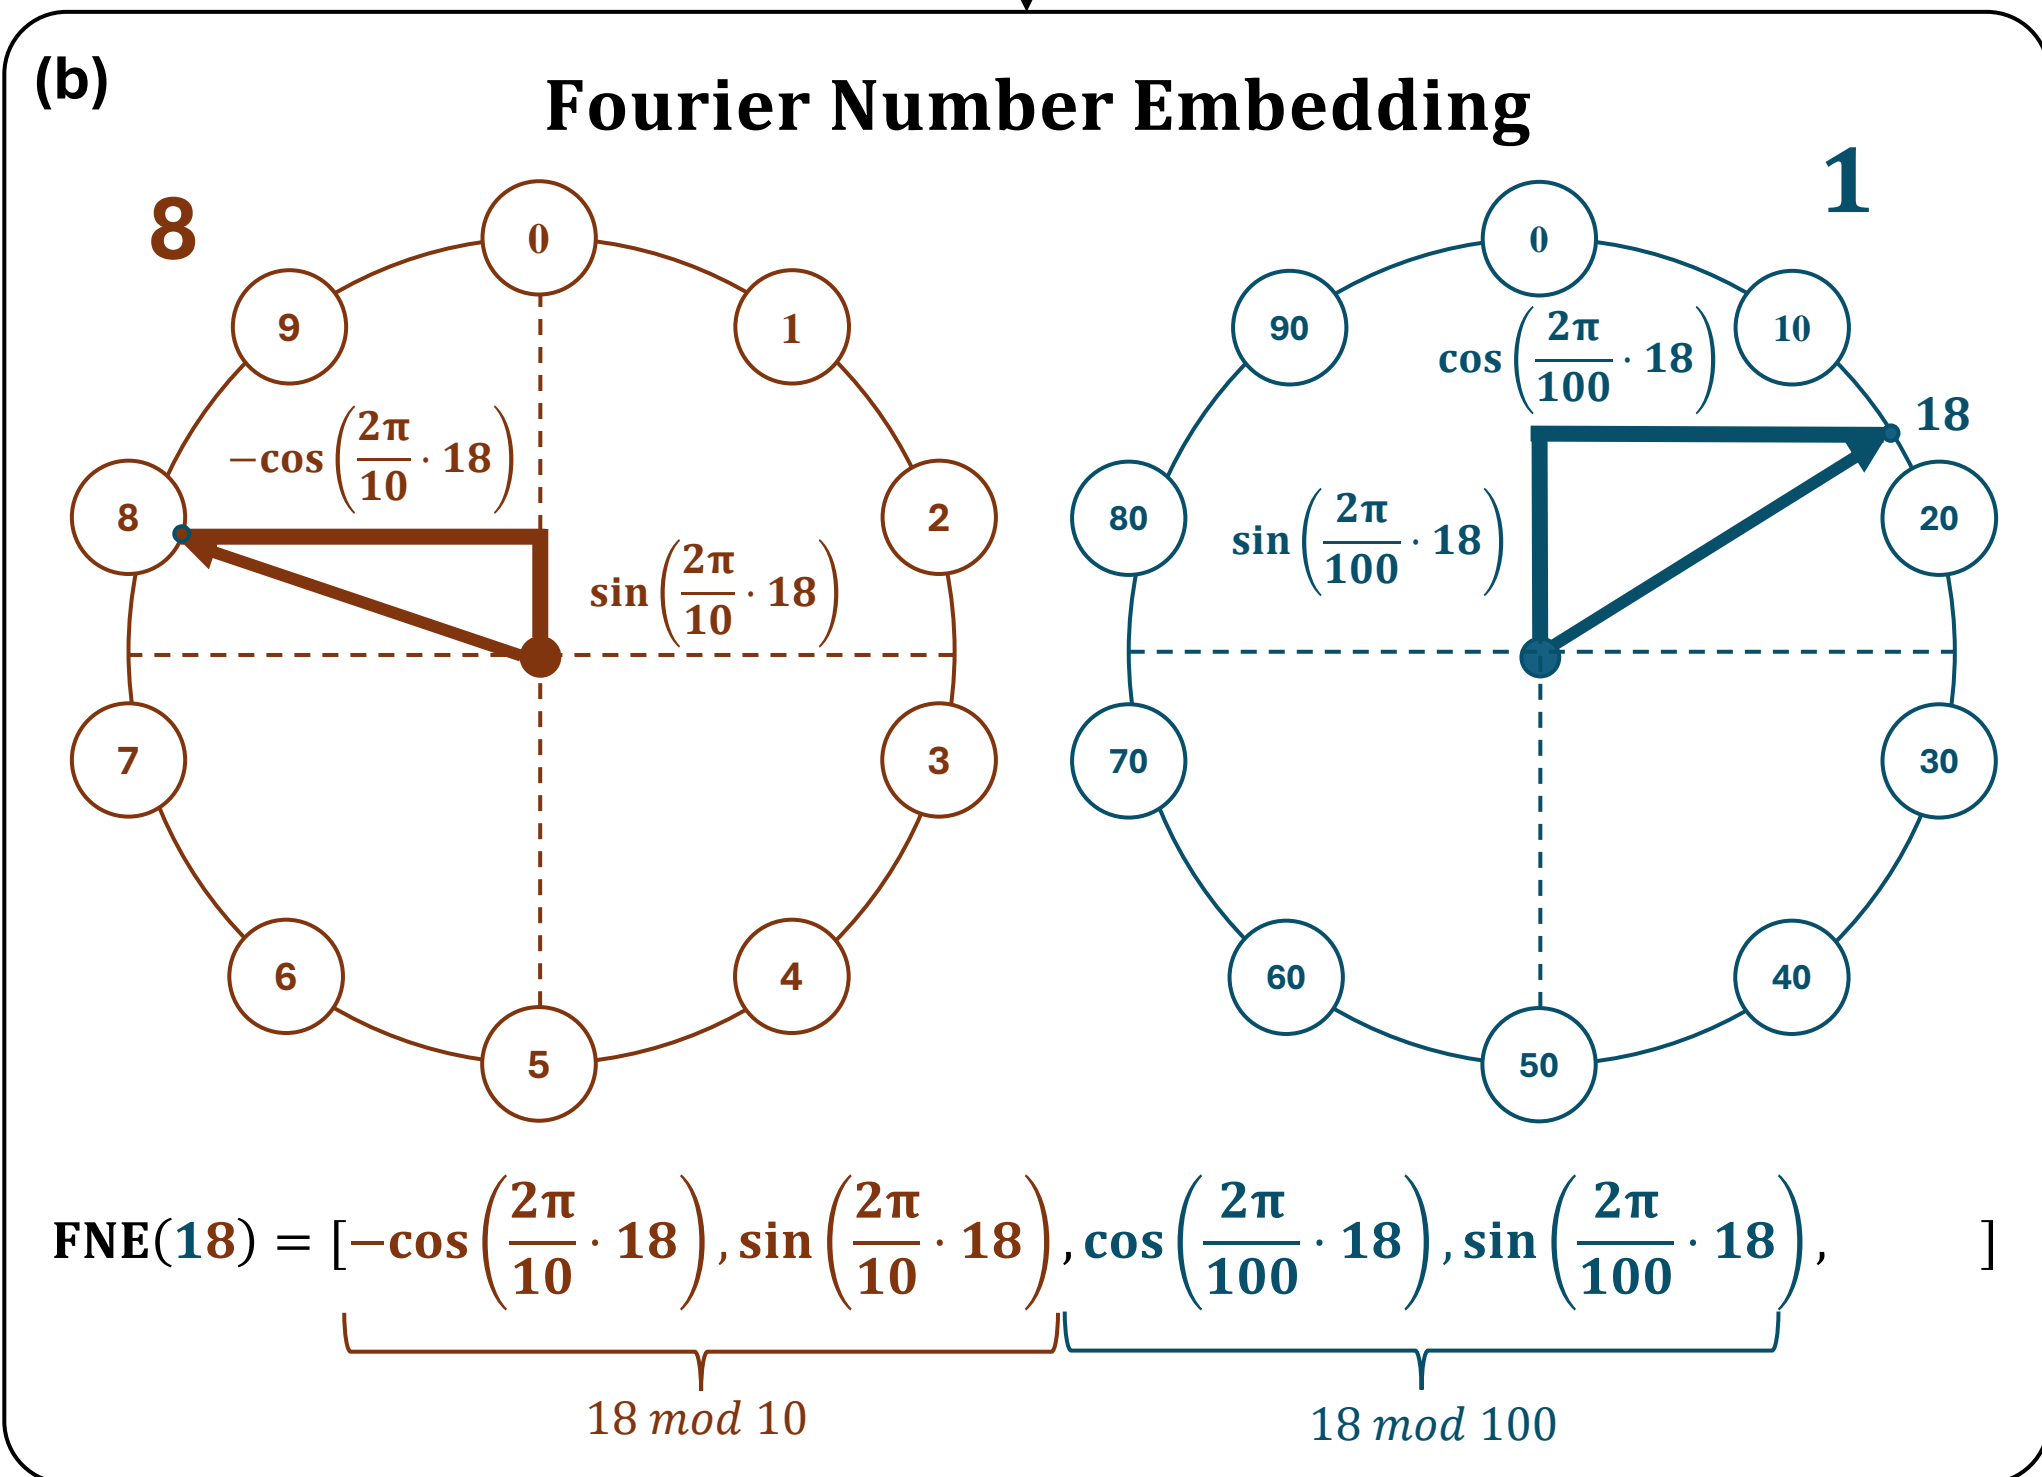 (b)
Fourier Number Embedding
8
1
0
9
1
8
2
7
3
6
4
5
−cos(2π/10 · 18)
sin(2π/10 · 18)
0
90
10
cos(2π/100 · 18)
18
80
20
sin(2π/100 · 18)
70
30
60
40
50
FNE(18) = [−cos(2π/10 · 18), sin(2π/10 · 18), cos(2π/100 · 18), sin(2π/100 · 18), ]
18 mod 10
18 mod 100